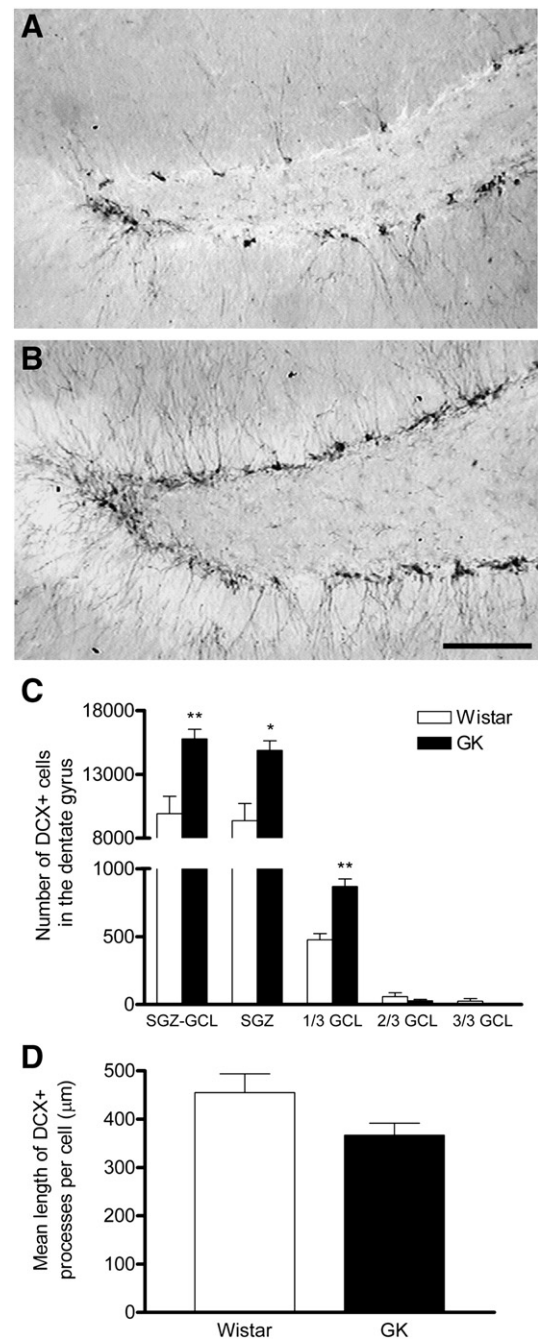 A
B
C
Number of DCX+ cells
in the dentate gyrus
18000
13000
8000
1000
500
0
**
*
**
Wistar
GK
SGZ-GCL SGZ 1/3 GCL 2/3 GCL 3/3 GCL
D
Mean length of DCX+
processes per cell (µm)
500
400
300
200
100
0
Wistar GK